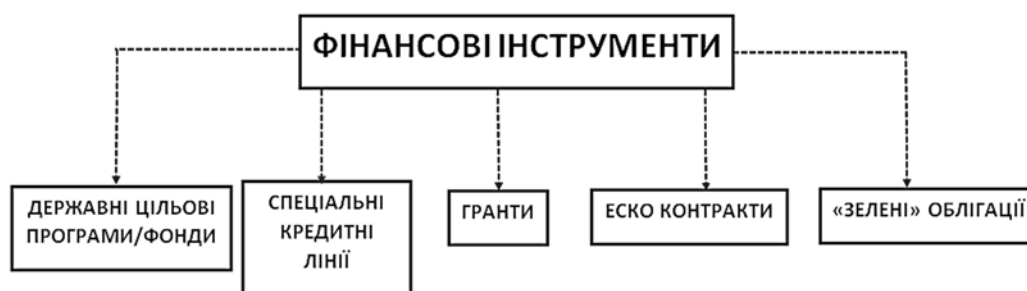 ФІНАНСОВІ ІНСТРУМЕНТИ
ДЕРЖАВНІ ЦІЛЬОВІ
ПРОГРАМИ/ФОНДИ
СПЕЦІАЛЬНІ
КРЕДИТНІ
ЛІНІЇ
ГРАНТИ
ЕСКО КОНТРАКТИ
«ЗЕЛЕНІ» ОБЛІГАЦІЇ